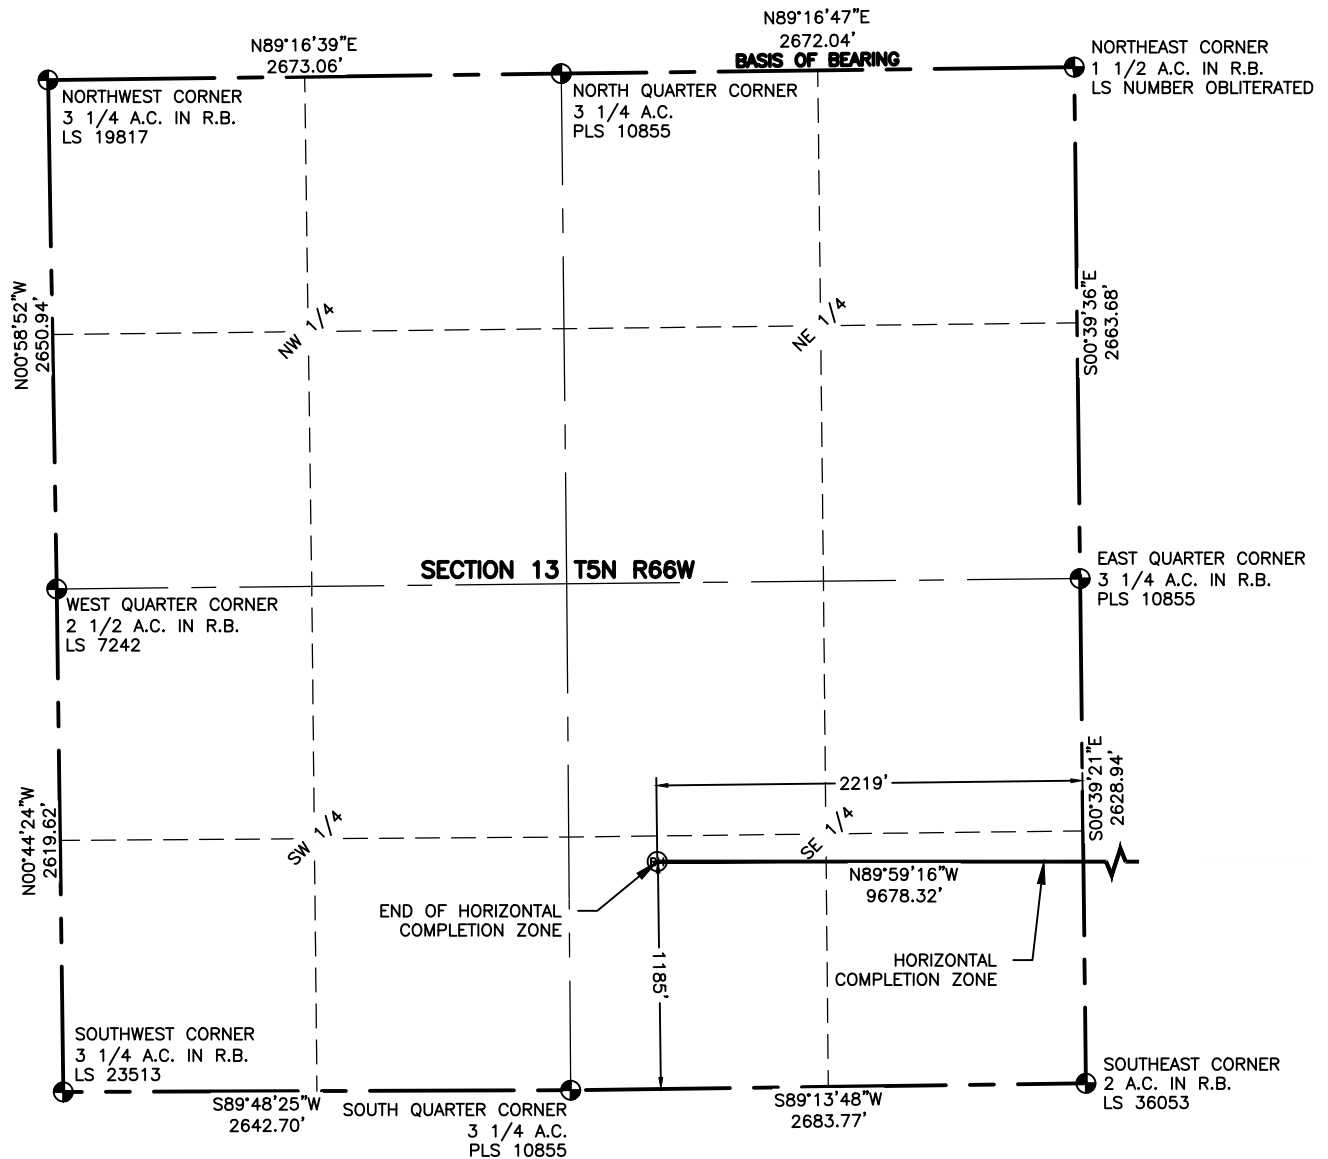 N89°16'47"E
2672.04'
BASIS OF BEARING
N89°16'39"E
2673.06'
NORTHEAST CORNER
1 1/2 A.C. IN R.B.
LS NUMBER OBLITERATED
NORTHWEST CORNER
3 1/4 A.C. IN R.B.
LS 19817
NORTH QUARTER CORNER
3 1/4 A.C.
PLS 10855
N00°58'52"W
2650.94'
NW 1/4
NE 1/4
S00°39'36"E
2663.68'
SECTION 13 T5N R66W
EAST QUARTER CORNER
3 1/4 A.C. IN R.B.
PLS 10855
WEST QUARTER CORNER
2 1/2 A.C. IN R.B.
LS 7242
2219'
S00°39'21"E
2628.94'
N00°44'24"W
2619.62'
SW 1/4
SE 1/4
N89°59'16"W
9678.32'
END OF HORIZONTAL
COMPLETION ZONE
1185'
HORIZONTAL
COMPLETION ZONE
SOUTHWEST CORNER
3 1/4 A.C. IN R.B.
LS 23513
SOUTHEAST CORNER
2 A.C. IN R.B.
LS 36053
S89°48'25"W
2642.70'
SOUTH QUARTER CORNER
3 1/4 A.C.
PLS 10855
S89°13'48"W
2683.77'